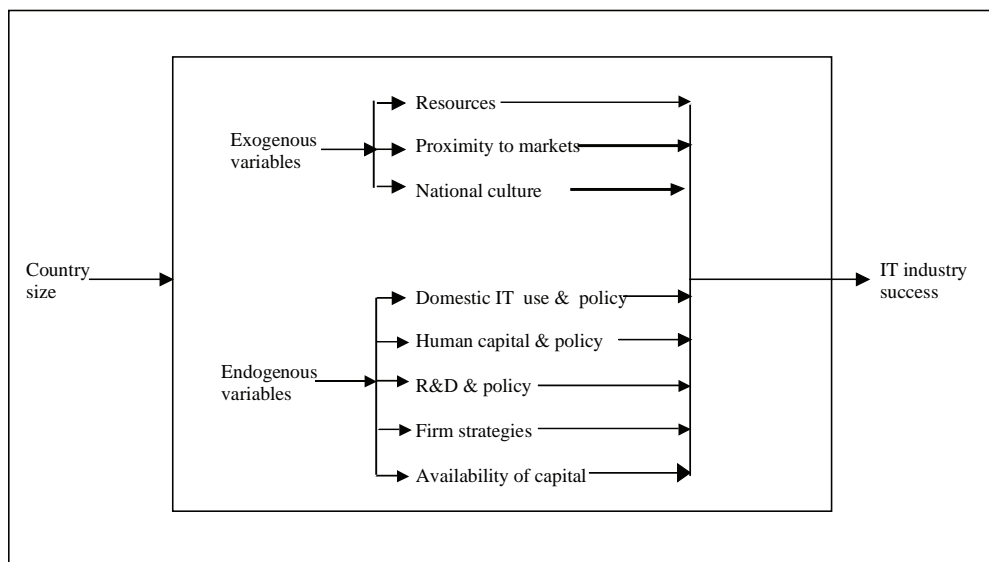 Resources
Exogenous
variables
Proximity to markets
National culture
Country
size
IT industry
success
Domestic IT use & policy
Human capital & policy
Endogenous
variables
R&D & policy
Firm strategies
Availability of capital